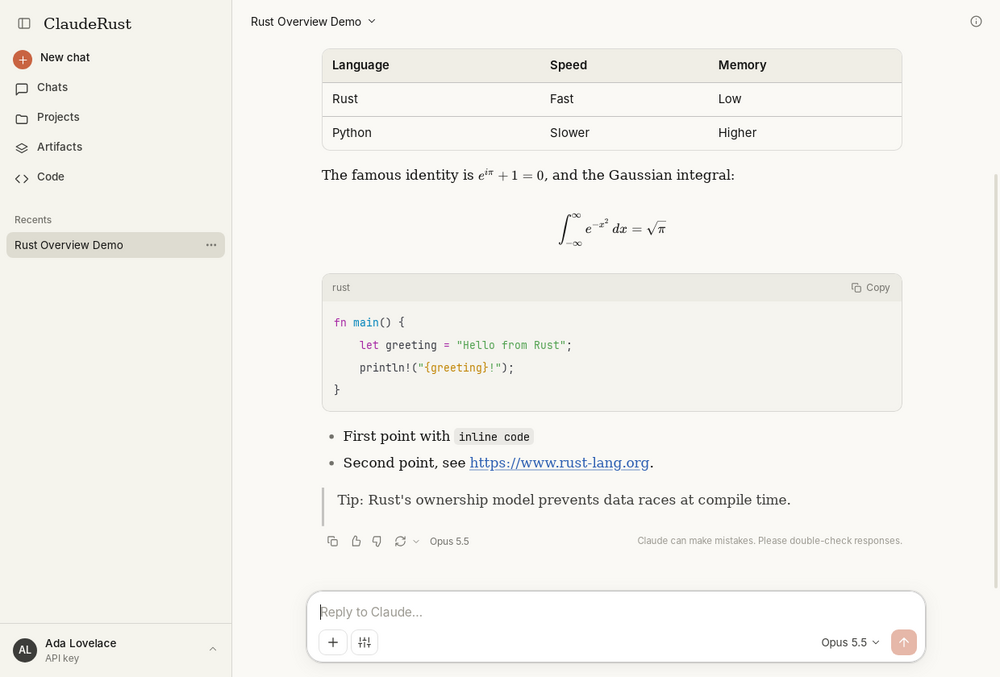 ClaudeRust
New chat
Chats
Projects
Artifacts
Code
Recents
Rust Overview Demo
AL
Ada Lovelace
API key
Rust Overview Demo
Language Speed Memory
Rust Fast Low
Python Slower Higher
The famous identity is e^{iπ} + 1 = 0, and the Gaussian integral:
∫_{−∞}^{∞} e^{−x²} dx = √π
rust Copy
fn main() {
    let greeting = "Hello from Rust";
    println!("{greeting}!");
}
• First point with inline code
• Second point, see https://www.rust-lang.org.
Tip: Rust's ownership model prevents data races at compile time.
Opus 5.5 Claude can make mistakes. Please double-check responses.
Reply to Claude...
Opus 5.5